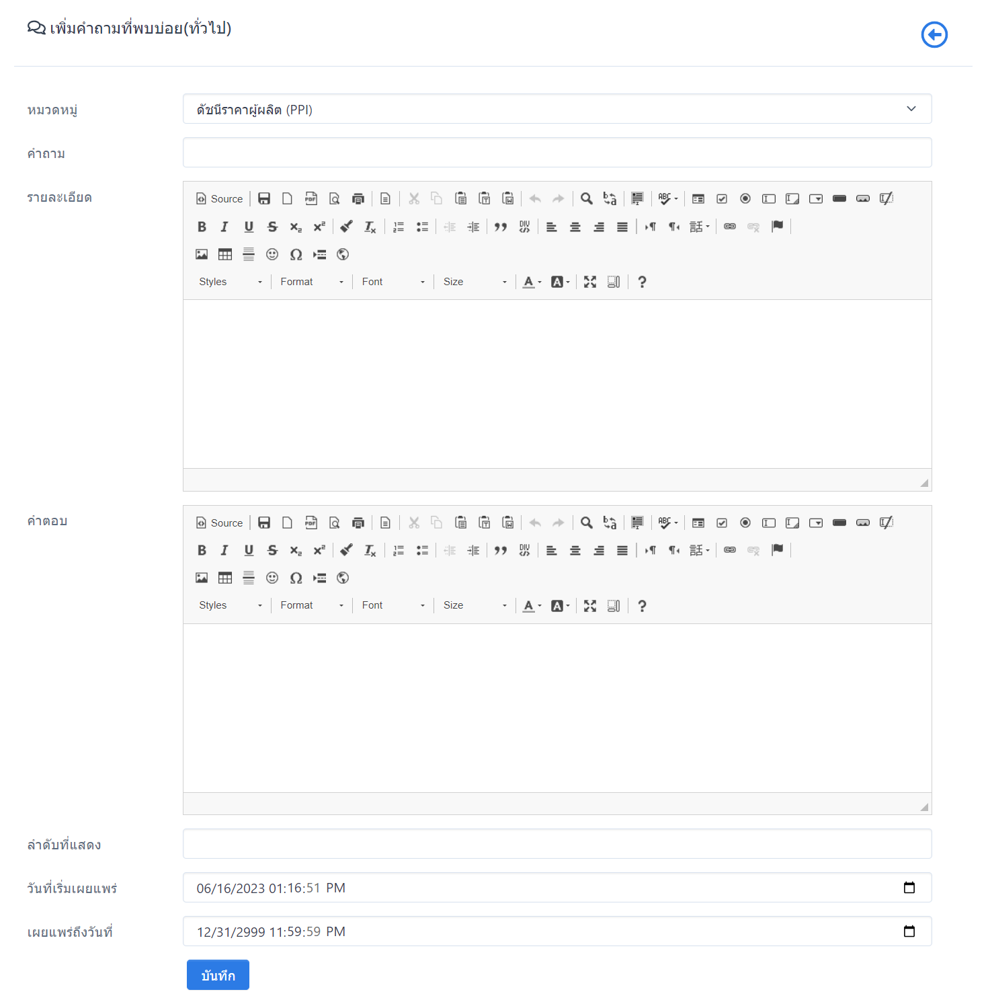 เพิ่มคำถามที่พบบ่อย(ทั่วไป)
หมวดหมู่
ดัชนีราคาผู้ผลิต (PPI)
คำถาม
รายละเอียด
Source
Styles Format Font Size
คำตอบ
Source
Styles Format Font Size
ลำดับที่แสดง
วันที่เริ่มเผยแพร่
06/16/2023 01:16:51 PM
เผยแพร่ถึงวันที่
12/31/2999 11:59:59 PM
บันทึก